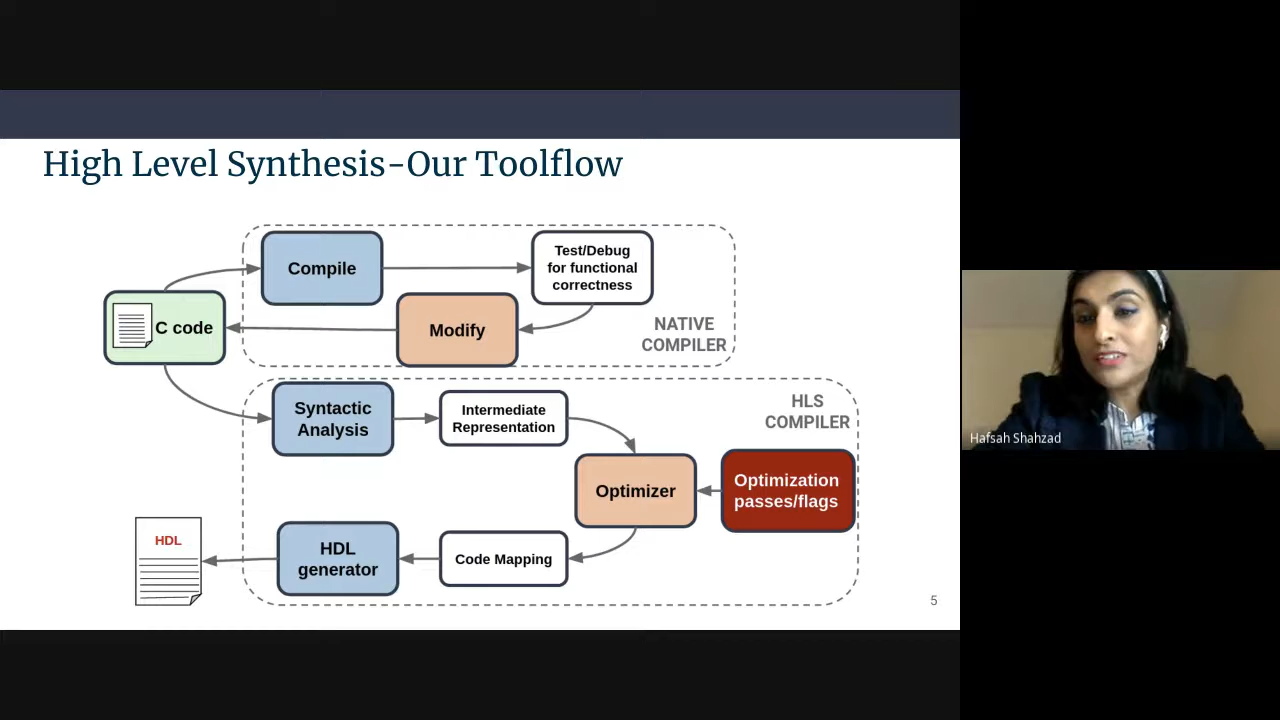 High Level Synthesis-Our Toolflow
Compile
Test/Debug
for functional
correctness
C code
Modify
NATIVE
COMPILER
Syntactic
Analysis
Intermediate
Representation
HLS
COMPILER
Optimizer
Optimization
passes/flags
HDL
HDL
generator
Code Mapping
5
Hafsah Shahzad